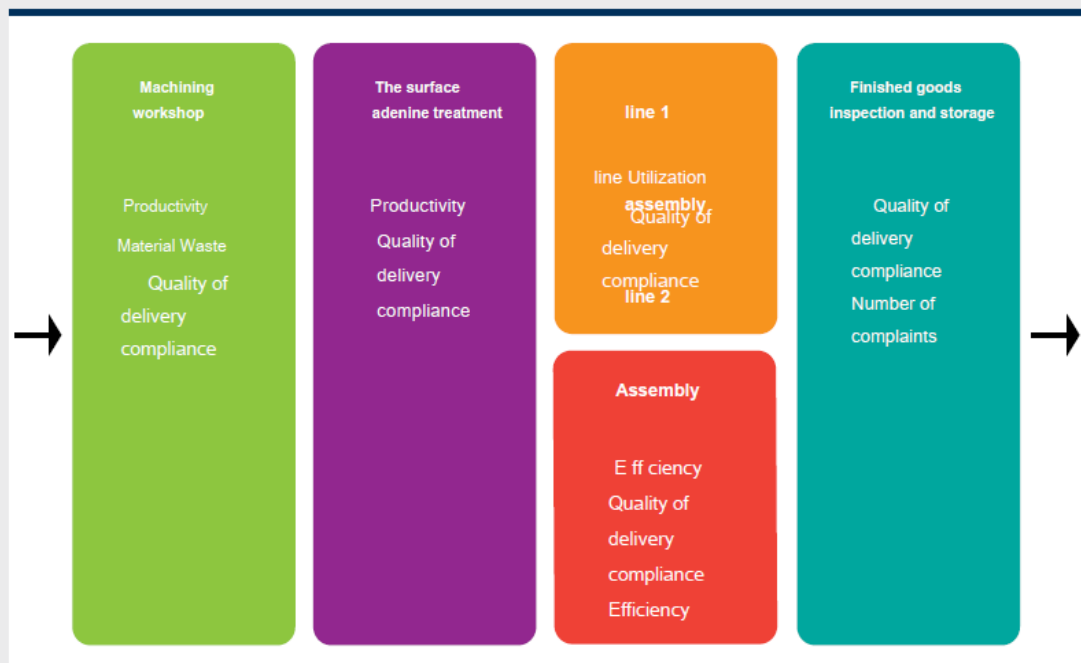 Machining
workshop
Productivity
Material Waste
Quality of
delivery
compliance
The surface
adenine treatment
Productivity
Quality of
delivery
compliance
line 1
line Utilization
assembly
Quality of
delivery
compliance
line 2
Assembly
E ff ciency
Quality of
delivery
compliance
Efficiency
Finished goods
inspection and storage
Quality of
delivery
compliance
Number of
complaints